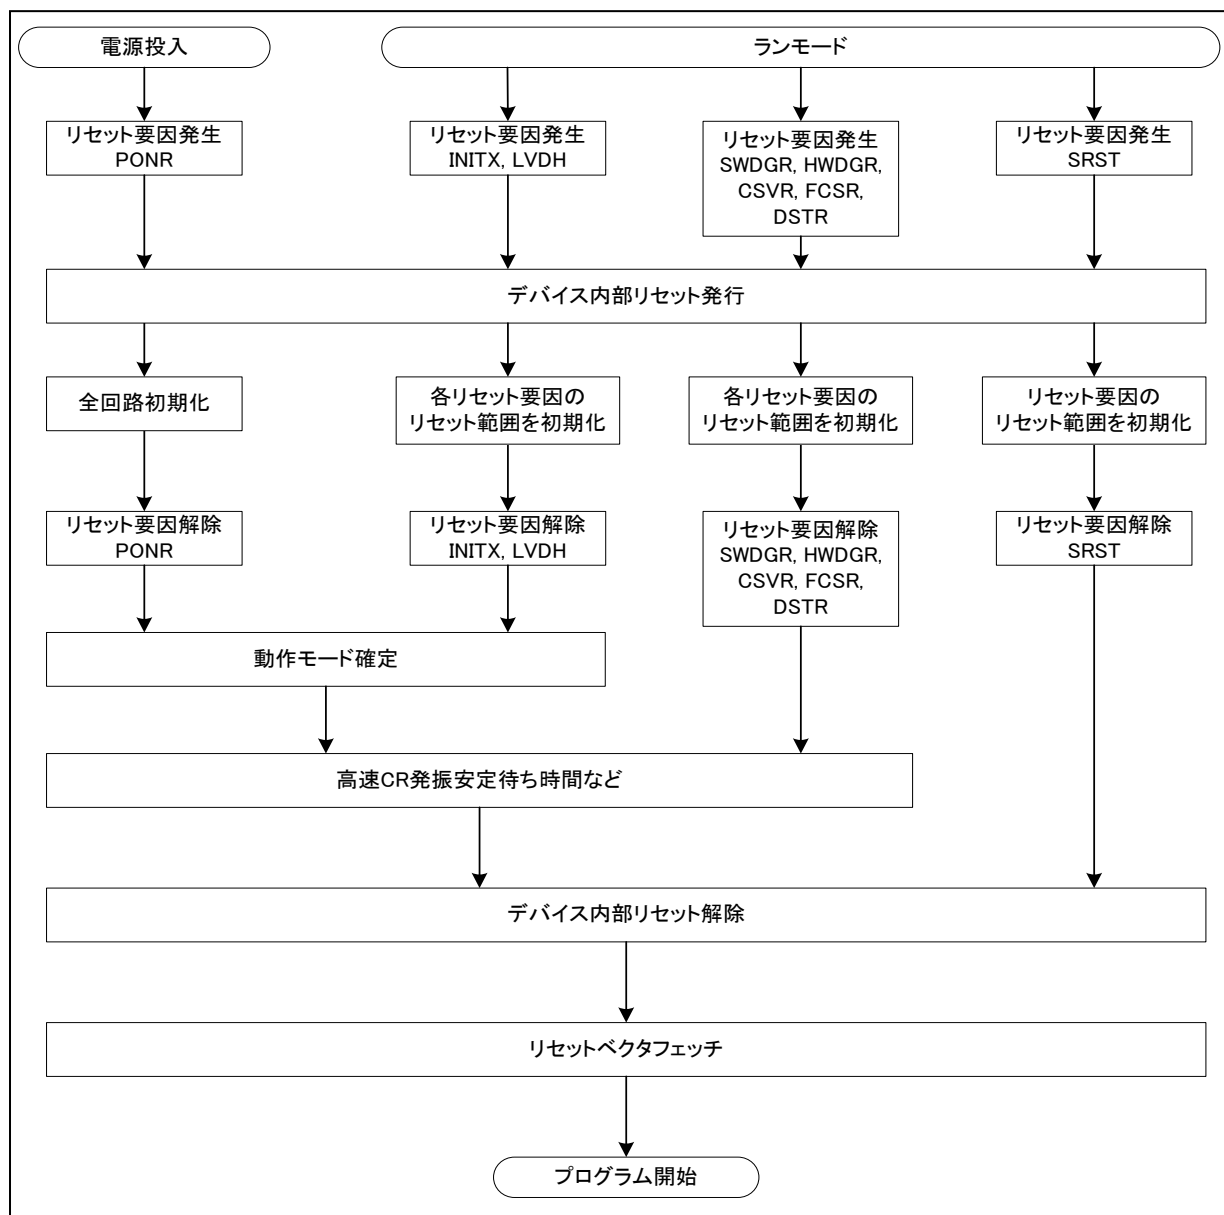 電源投入
ランモード
リセット要因発生
PONR
リセット要因発生
INITX, LVDH
リセット要因発生
SWDGR, HWDGR,
CSVR, FCSR,
DSTR
リセット要因発生
SRST
デバイス内部リセット発行
全回路初期化
各リセット要因の
リセット範囲を初期化
各リセット要因の
リセット範囲を初期化
リセット要因の
リセット範囲を初期化
リセット要因解除
PONR
リセット要因解除
INITX, LVDH
リセット要因解除
SWDGR, HWDGR,
CSVR, FCSR,
DSTR
リセット要因解除
SRST
動作モード確定
高速CR発振安定待ち時間など
デバイス内部リセット解除
リセットベクタフェッチ
プログラム開始